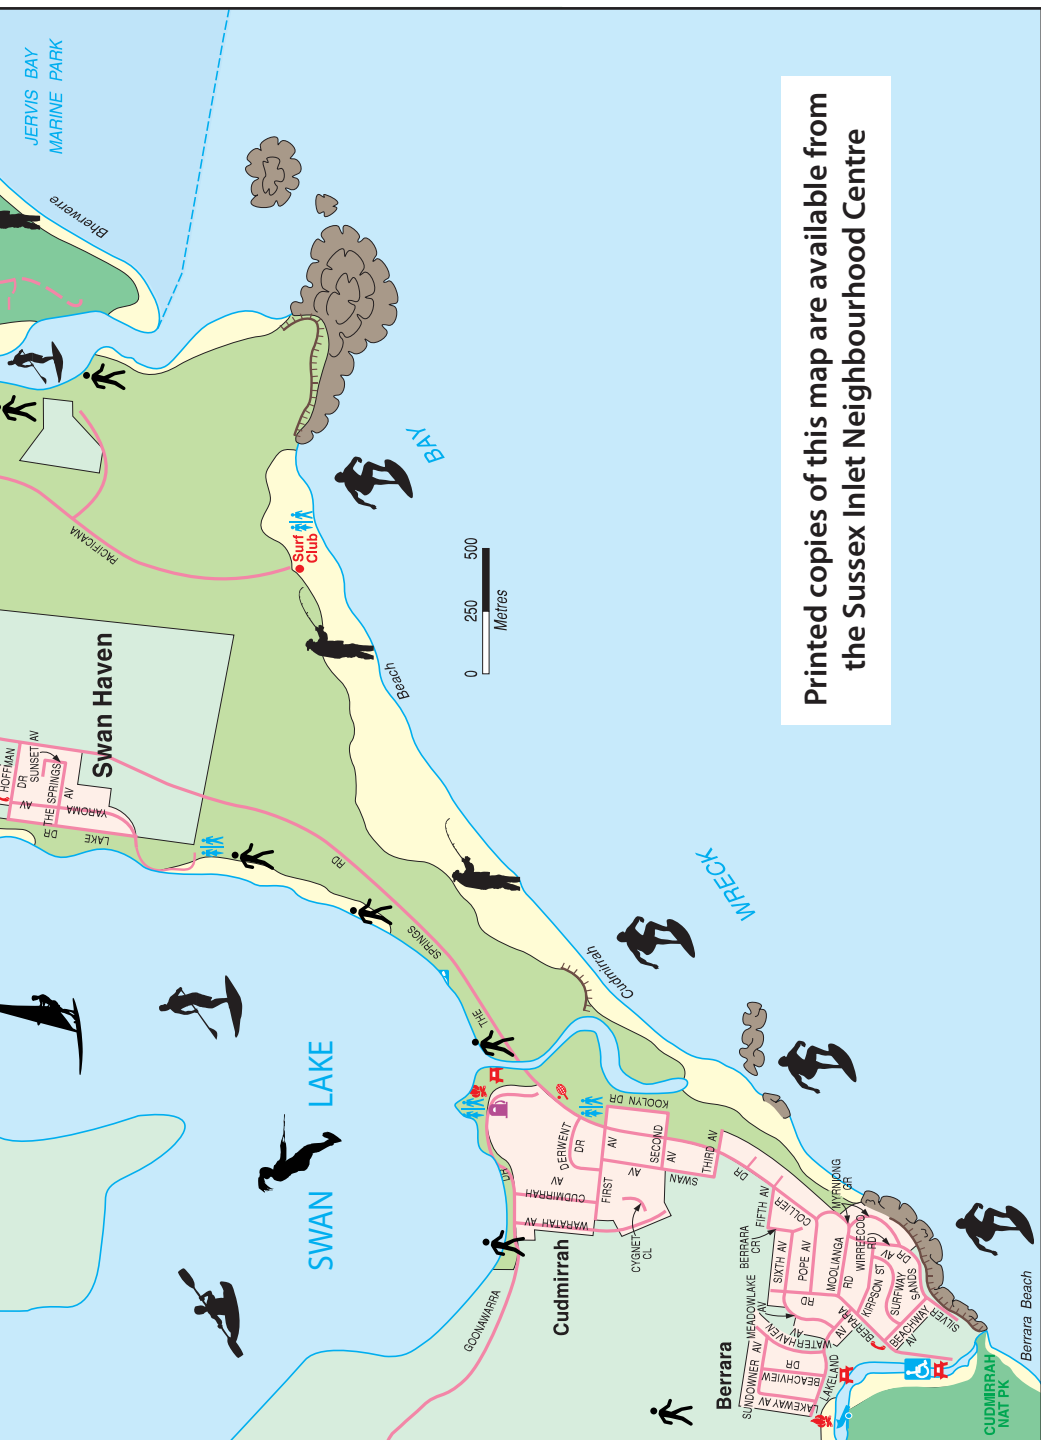 JERVIS BAY
MARINE PARK
Bherwerre
PACIFICANA
Surf
Club
BAY
0 250 500
Metres
Printed copies of this map are available from
the Sussex Inlet Neighbourhood Centre
Swan Haven
HOFFMAN
DR
SUNSET AV
THE SPRINGS
AV
AV
YAROMA
LAKE
DR
Beach
RD
SPRINGS
THE
WRECK
Cudmirrah
SWAN LAKE
KOOLYN DR
DERWENT
DR
AV
SECOND
AV
THIRD AV
FIRST
AV
SWAN
DR
CUDMIRRAH
AV
WARATAH AV
DR
CYGNET
CL
Cudmirrah
GOONAWARRA
COLLIER
DR
FIFTH AV
BERRARA
CR
SIXTH AV
POPE AV
MOOLIANGA
RD
MYRNIONG
GR
WIRREECOO
RD
DR
AV
KIRPSON ST
SURFWAY
SANDS
SILVER
BEACHWAY
AV
BERRARA
RD
MEADOWLAKE
AV
WATERHAVEN
AV
AV
SUNDOWNER AV
BEACHVIEW
DR
LAKELAND
LAKEWAY AV
Berrara
CUDMIRRAH
NAT PK
Berrara Beach